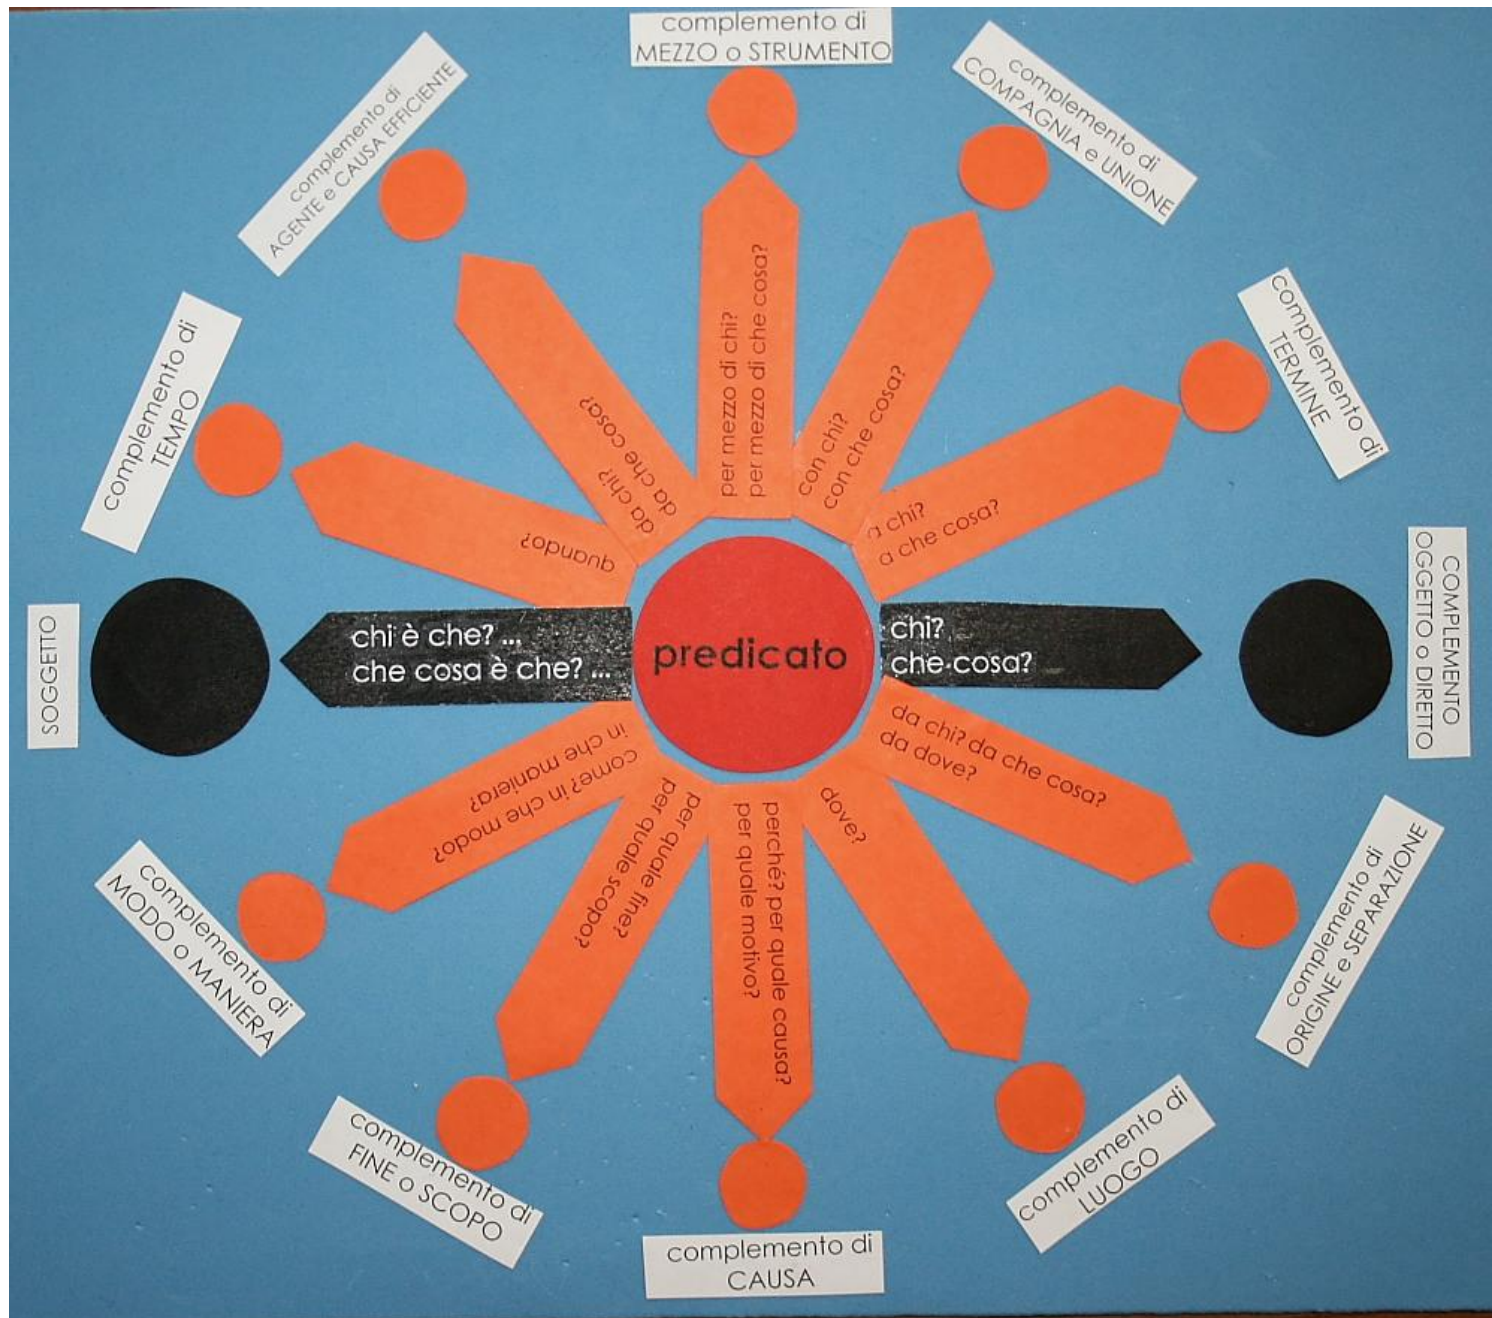 complemento di
MEZZO o STRUMENTO
per mezzo di chi?
per mezzo di che cosa?
complemento di
COMPAGNIA e UNIONE
con chi?
con che cosa?
complemento di
TERMINE
a chi?
a che cosa?
COMPLEMENTO
OGGETTO o DIRETTO
chi?
che cosa?
complemento di
ORIGINE e SEPARAZIONE
da chi? da che cosa?
da dove?
complemento di
LUOGO
dove?
complemento di
CAUSA
perché? per quale causa?
per quale motivo?
complemento di
FINE o SCOPO
per quale fine?
per quale scopo?
complemento di
MODO o MANIERA
come? in che modo?
in che maniera?
SOGGETTO
chi è che? ...
che cosa è che? ...
complemento di
TEMPO
quando?
complemento di
AGENTE e CAUSA EFFICIENTE
da chi?
da che cosa?
predicato